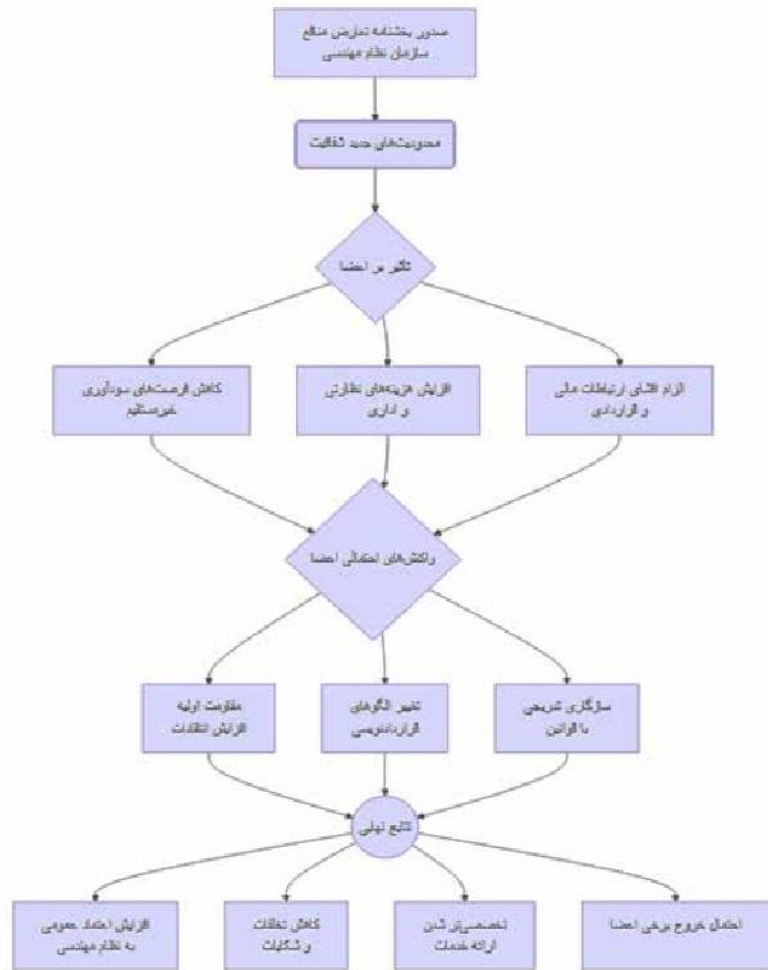 صدور بخشنامه تعارض منافع
سازمان نظام مهندسی
محدودیت‌های جدید شفافیت
تأثیر بر اعضا
الزام افشای ارتباطات مالی
و قراردادی
افزایش هزینه‌های نظارتی
و اداری
کاهش فرصت‌های سودآوری
غیرمستقیم
واکنش‌های احتمالی اعضا
سازگاری تدریجی
با قوانین
تغییر الگوهای
قراردادنویسی
مقاومت اولیه
افزایش انتقادات
نتایج نهایی
احتمال خروج برخی اعضا
تخصصی‌تر شدن
ارائه خدمات
کاهش تخلفات
و شکایات
افزایش اعتماد عمومی
به نظام مهندسی